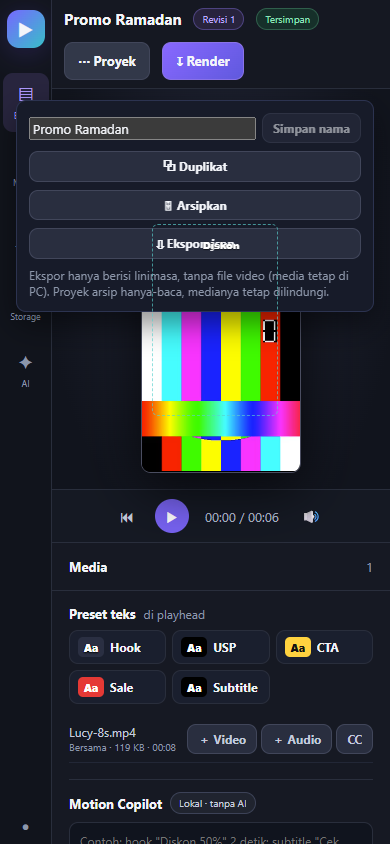 Promo Ramadan
Revisi 1
Tersimpan
Proyek
Render
Promo Ramadan
Simpan nama
Duplikat
Arsipkan
Ekspor
Diskon
Ekspor hanya berisi linimasa, tanpa file video (media tetap di
PC). Proyek arsip hanya-baca, medianya tetap dilindungi.
Storage
AI
0
00:00 / 00:06
Media
1
Preset teks di playhead
Aa Hook
Aa USP
Aa CTA
Aa Sale
Aa Subtitle
Lucy-8s.mp4
Bersama · 119 KB · 00:08
+ Video
+ Audio
CC
Motion Copilot
Lokal · tanpa AI
Contoh: hook "Diskon 50%" 2 detik; subtitle "Cek